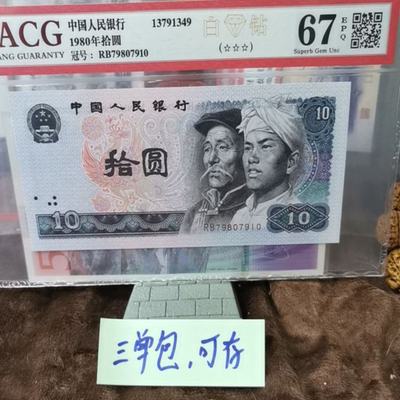 ACG
ANG GUARANTY
中国人民银行
1980年拾圆
冠号：RB79807910
13791349
白 钻
(☆☆☆)
67 EPQ
Superb Gem Unc
中国人民银行
10
拾圆
10
RB79807910
10
三单包，可存